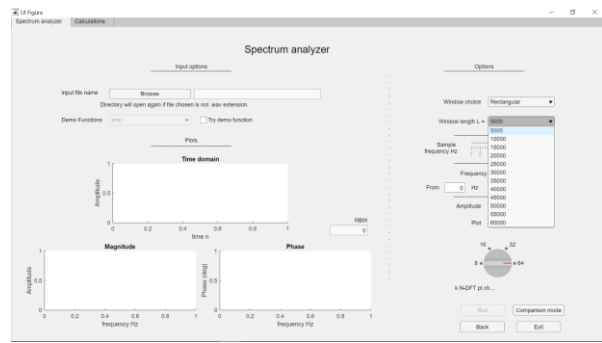 UI Figure
Spectrum analyzer Calculations
Spectrum analyzer
Input options
Input file name Browse
Directory will open again if file chosen is not .wav extension.
Demo Functions sine Try demo function
Plots
Time domain
Amplitude
1
0.5
0
0 0.2 0.4 0.6 0.8 1
time n
RBW
0
Magnitude
Amplitude
1
0.5
0
0 0.2 0.4 0.6 0.8 1
frequency Hz
Phase
Phase (deg)
1
0.5
0
0 0.2 0.4 0.6 0.8 1
frequency Hz
Options
Window choice Rectangular
Window length L = 5000
5000
10000
15000
20000
25000
30000
35000
40000
45000
50000
55000
60000
Sample
frequency Hz
1 2
Frequency
From 0 Hz
Amplitude
Plot
16 32
8 64
k N-DFT pt ch...
Run Comparison mode
Back Exit